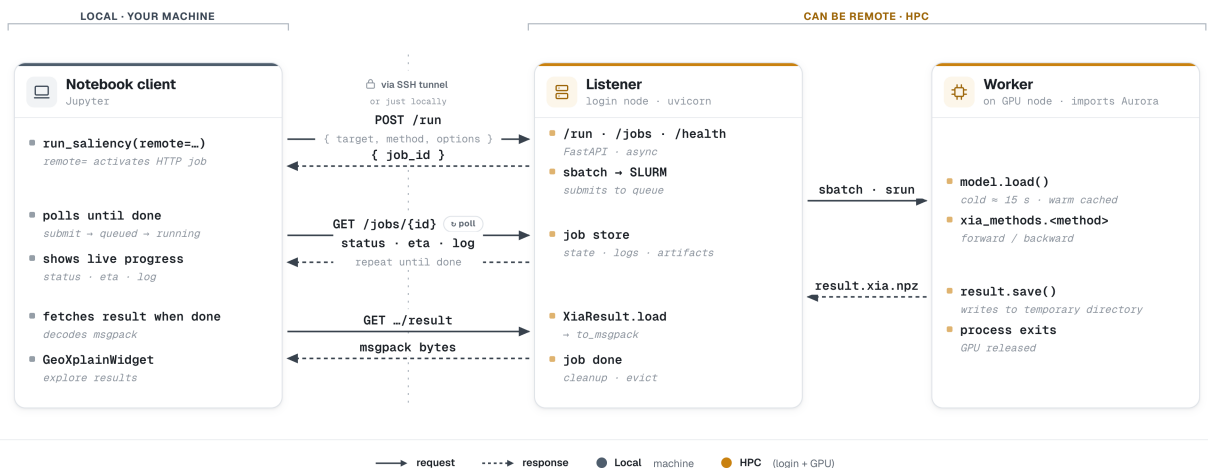 LOCAL · YOUR MACHINE
CAN BE REMOTE · HPC
Notebook client
Jupyter
run_saliency(remote=…)
remote= activates HTTP job
polls until done
submit → queued → running
shows live progress
status · eta · log
fetches result when done
decodes msgpack
GeoXplainWidget
explore results
via SSH tunnel
or just locally
POST /run
{ target, method, options }
{ job_id }
GET /jobs/{id} ↻ poll
status · eta · log
repeat until done
GET …/result
msgpack bytes
Listener
login node · uvicorn
/run · /jobs · /health
FastAPI · async
sbatch → SLURM
submits to queue
job store
state · logs · artifacts
XiaResult.load
→ to_msgpack
job done
cleanup · evict
sbatch · srun
result.xia.npz
Worker
on GPU node · imports Aurora
model.load()
cold ≈ 15 s · warm cached
xia_methods.<method>
forward / backward
result.save()
writes to temporary directory
process exits
GPU released
request response Local machine HPC (login + GPU)